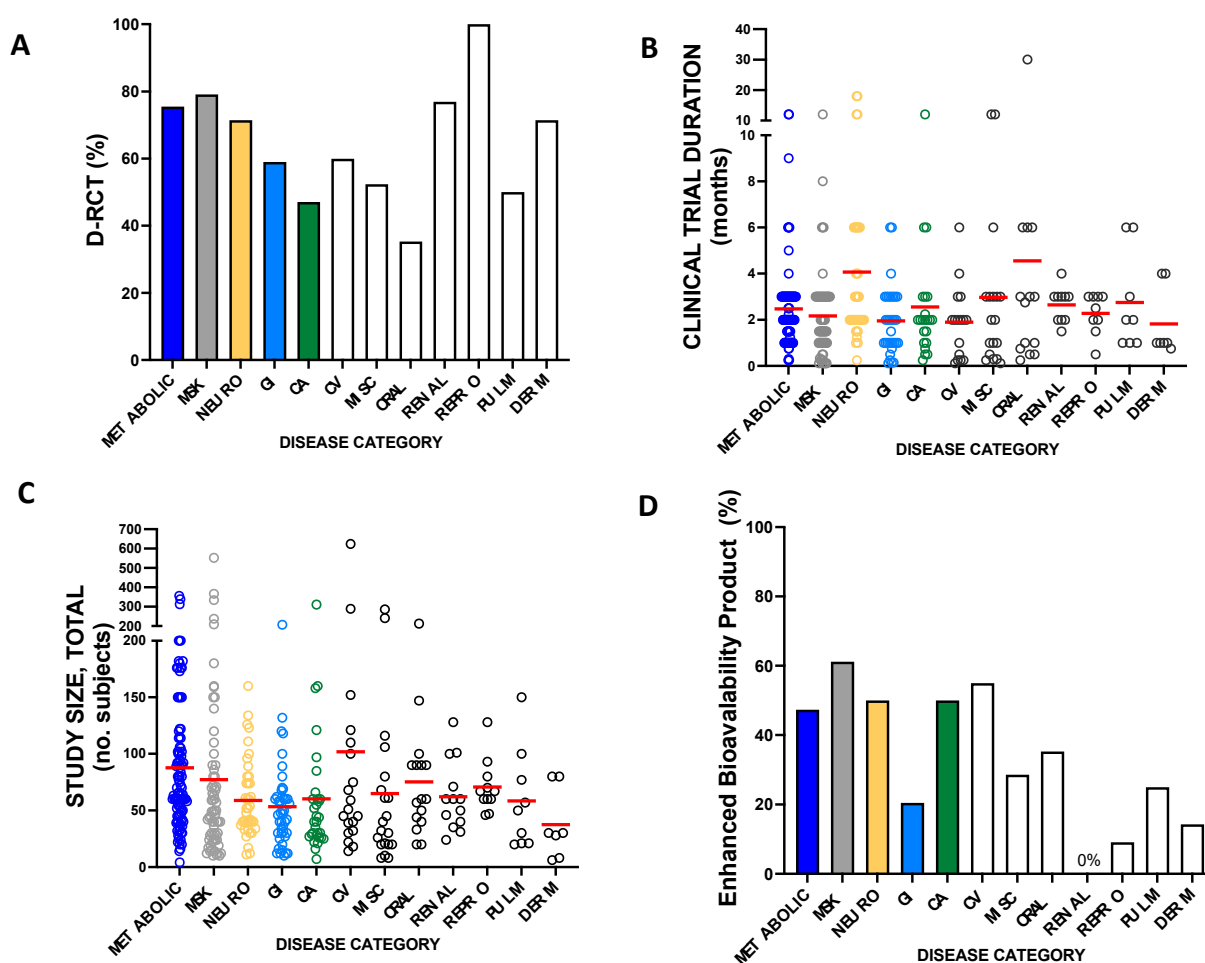 A
D-RCT (%)
100
80
60
40
20
0
MET ABOLIC
MSK
NEU RO
GI
CA
CV
M SC
ORAL
REN AL
REPR O
PU LM
DER M
DISEASE CATEGORY
B
CLINICAL TRIAL DURATION
(months)
40
30
20
10
6
4
2
0
MET ABOLIC
MSK
NEU RO
GI
CA
CV
M SC
ORAL
REN AL
REPR O
PU LM
DER M
DISEASE CATEGORY
C
STUDY SIZE, TOTAL
(no. subjects)
700
600
500
400
300
200
200
150
100
50
0
MET ABOLIC
MSK
NEU RO
GI
CA
CV
M SC
ORAL
REN AL
REPR O
PU LM
DER M
DISEASE CATEGORY
D
Enhanced Bioavalability Product (%)
100
80
60
40
20
0
0%
MET ABOLIC
MSK
NEU RO
GI
CA
CV
M SC
ORAL
REN AL
REPR O
PU LM
DER M
DISEASE CATEGORY